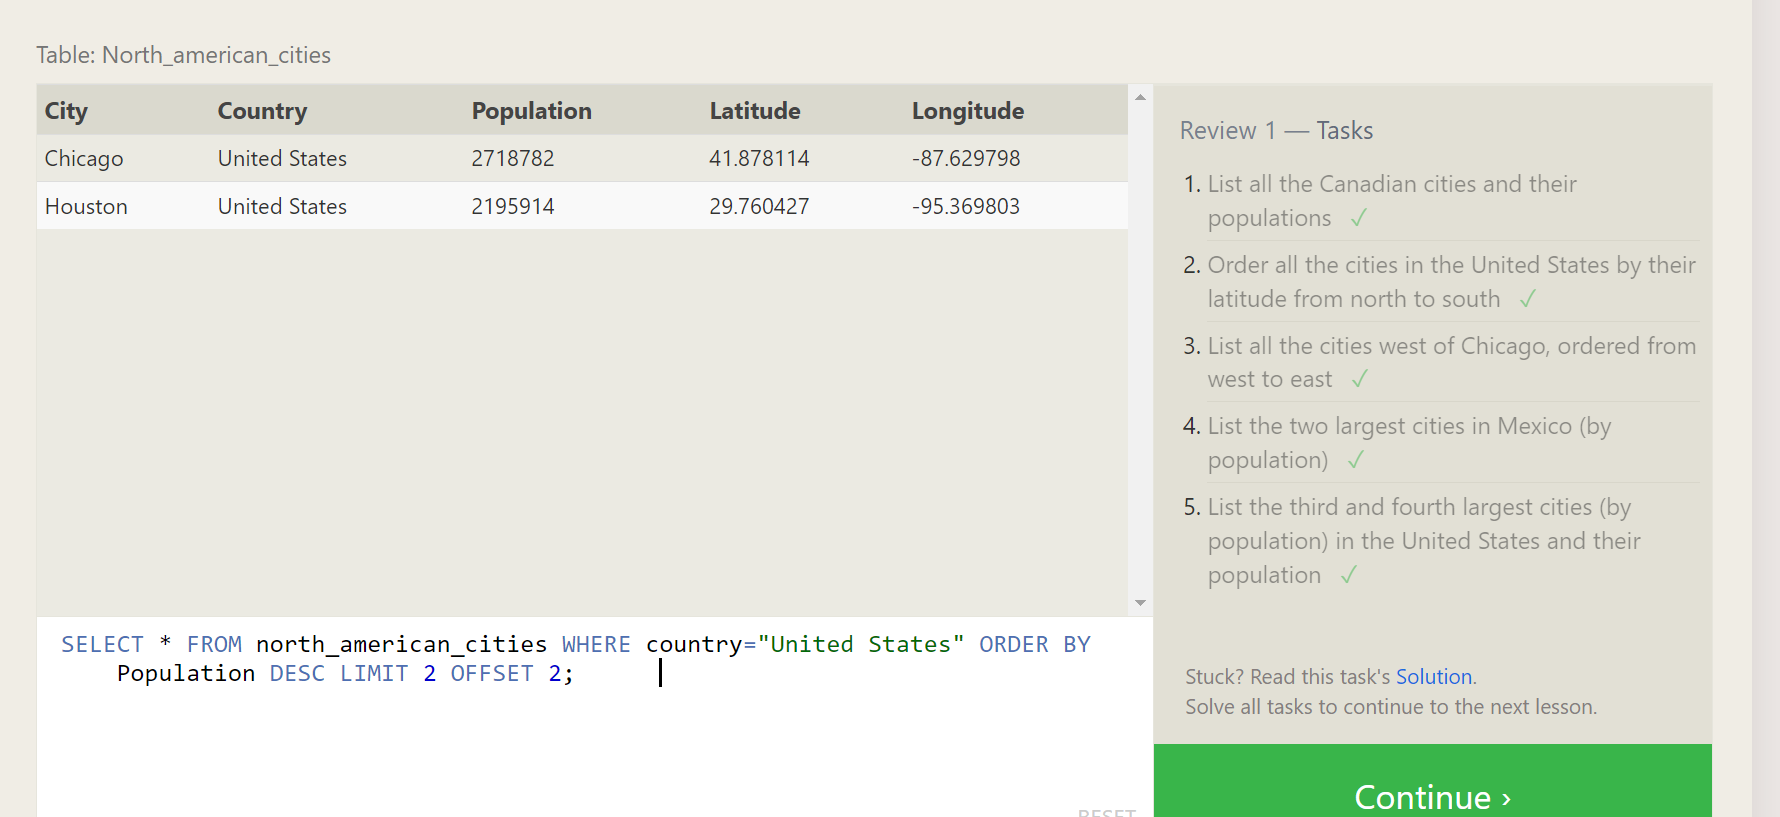 Table: North_american_cities
City Country Population Latitude Longitude
Chicago United States 2718782 41.878114 -87.629798
Houston United States 2195914 29.760427 -95.369803
SELECT * FROM north_american_cities WHERE country="United States" ORDER BY
Population DESC LIMIT 2 OFFSET 2;
RESET
Review 1 — Tasks
1. List all the Canadian cities and their
populations ✓
2. Order all the cities in the United States by their
latitude from north to south ✓
3. List all the cities west of Chicago, ordered from
west to east ✓
4. List the two largest cities in Mexico (by
population) ✓
5. List the third and fourth largest cities (by
population) in the United States and their
population ✓
Stuck? Read this task's Solution.
Solve all tasks to continue to the next lesson.
Continue ›